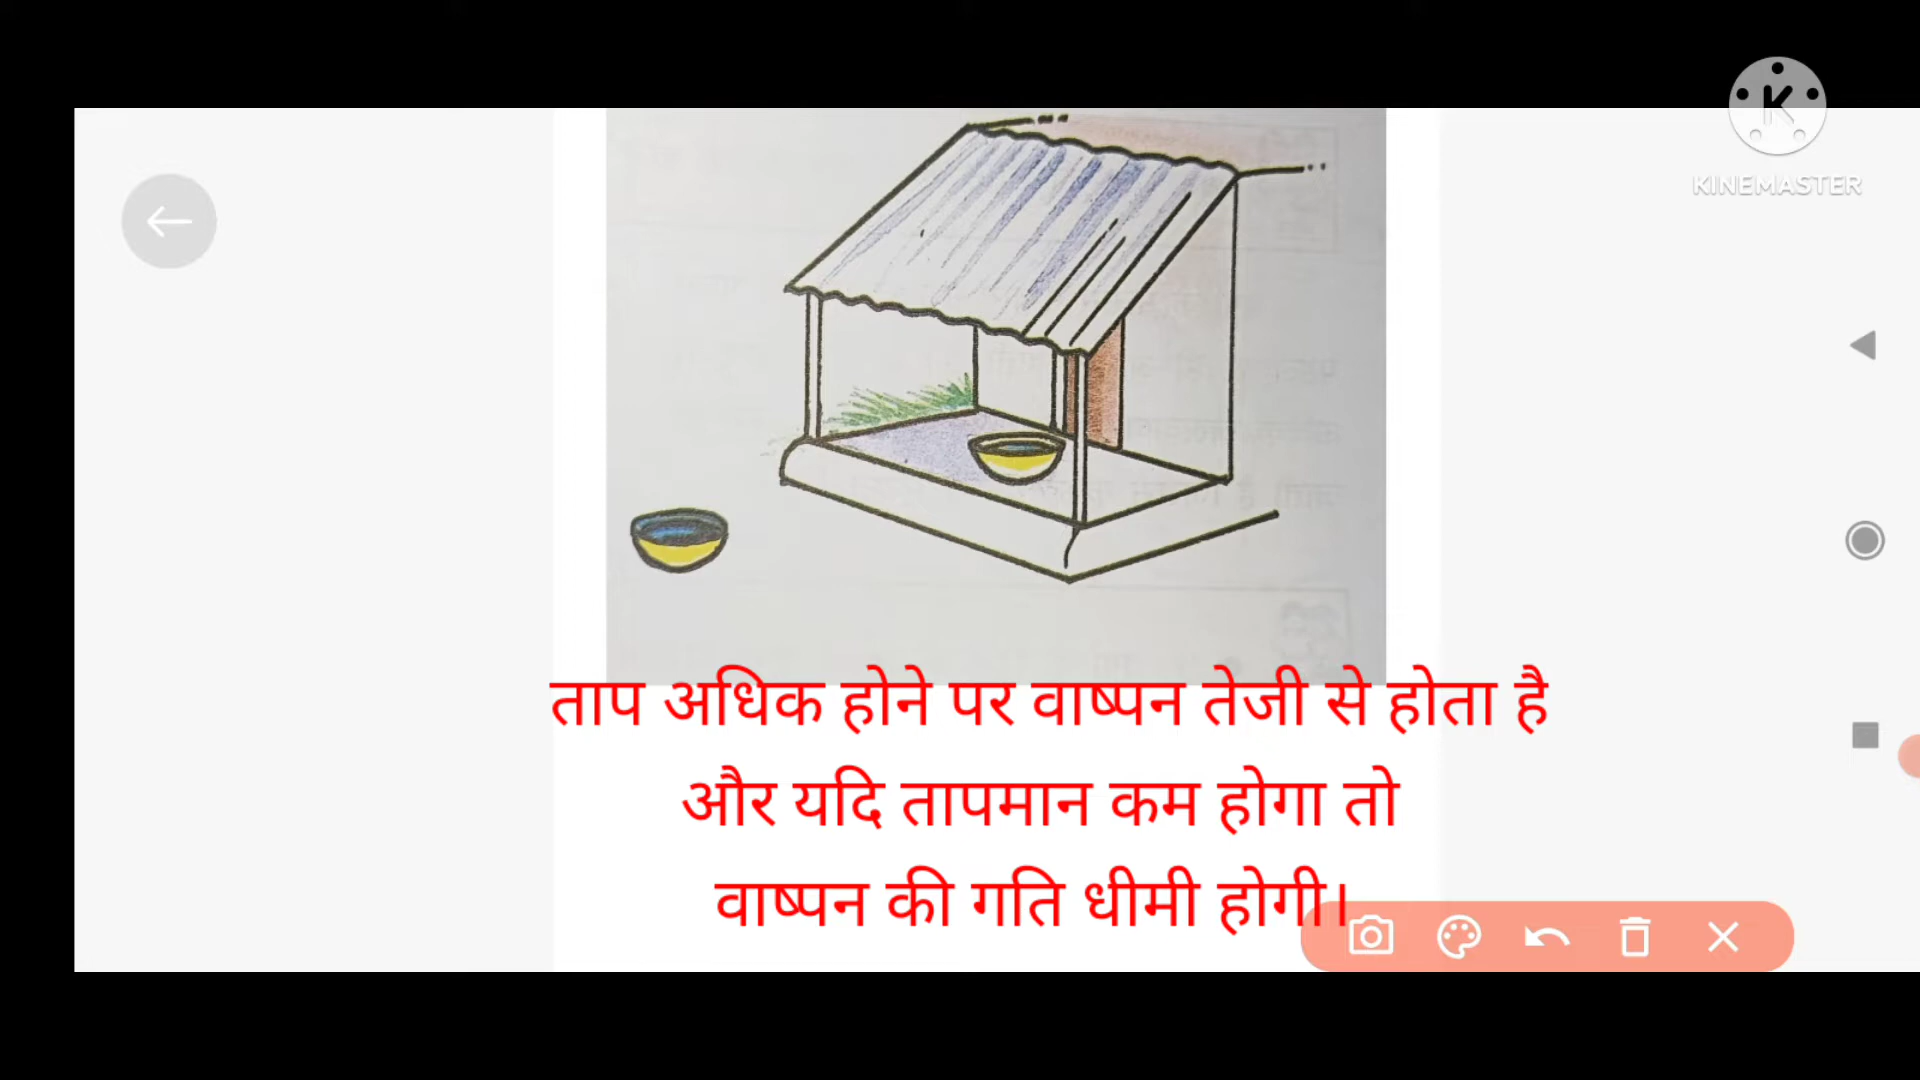 KINEMASTER
ताप अधिक होने पर वाष्पन तेजी से होता है
और यदि तापमान कम होगा तो
वाष्पन की गति धीमी होगी।